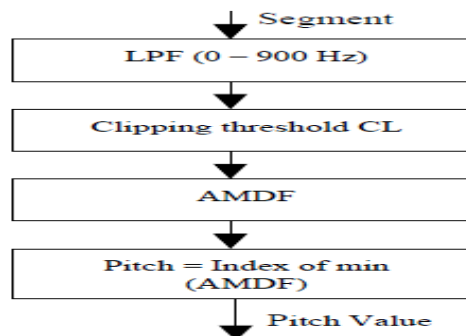 Segment
LPF (0 – 900 Hz)
Clipping threshold CL
AMDF
Pitch = Index of min
(AMDF)
Pitch Value